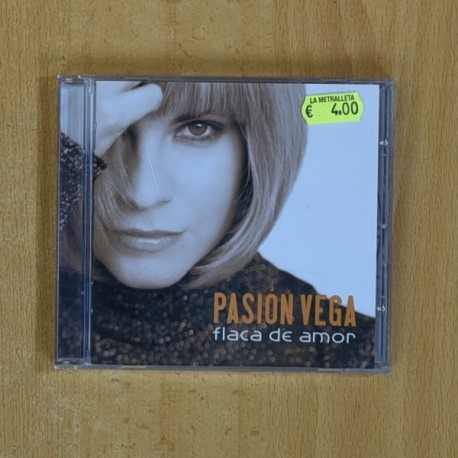 LA METRALLETA
€ 4.00
PASIÓN VEGA
flaca de amor